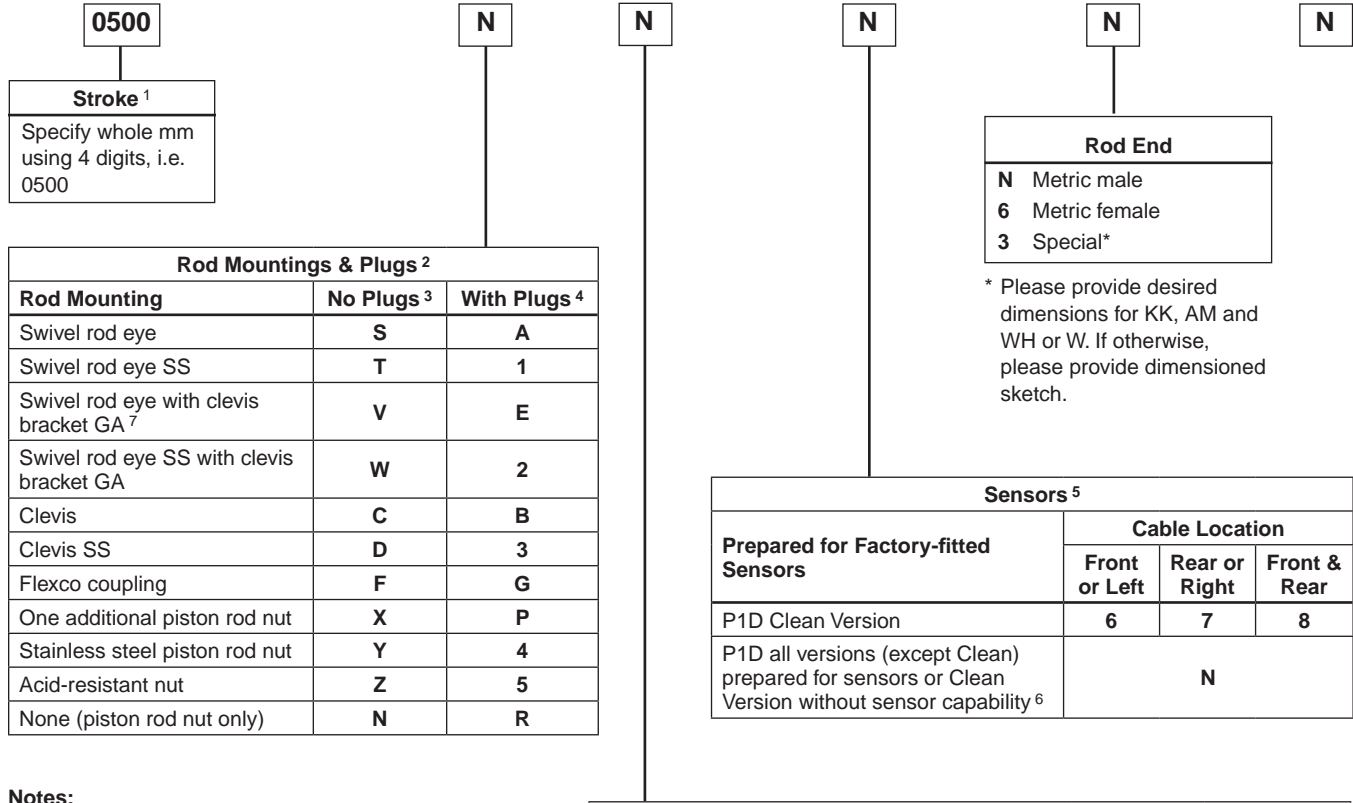 0500 N N N N N
Stroke 1
Specify whole mm
using 4 digits, i.e.
0500
Rod End
N Metric male
6 Metric female
3 Special*
* Please provide desired
dimensions for KK, AM and
WH or W. If otherwise,
please provide dimensioned
sketch.
Rod Mountings & Plugs 2
Rod Mounting No Plugs 3 With Plugs 4
Swivel rod eye S A
Swivel rod eye SS T 1
Swivel rod eye with clevis
bracket GA 7 V E
Swivel rod eye SS with clevis
bracket GA W 2
Clevis C B
Clevis SS D 3
Flexco coupling F G
One additional piston rod nut X P
Stainless steel piston rod nut Y 4
Acid-resistant nut Z 5
None (piston rod nut only) N R
Sensors 5
Prepared for Factory-fitted
Sensors
Cable Location
Front
or Left
Rear or
Right
Front &
Rear
P1D Clean Version 6 7 8
P1D all versions (except Clean)
prepared for sensors or Clean
Version without sensor capability 6
N
Notes: